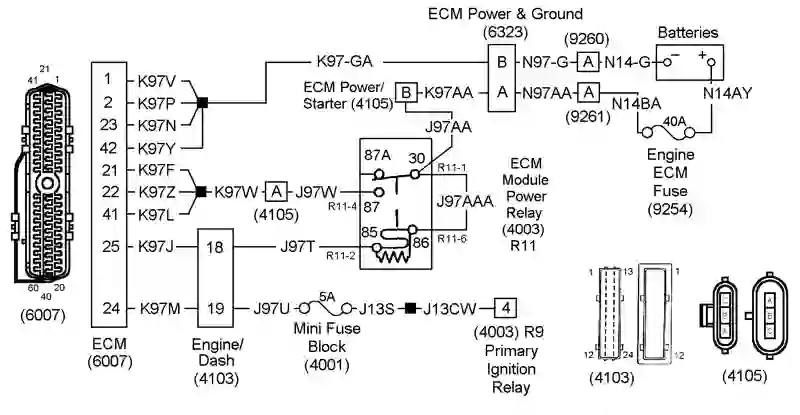 ECM Power & Ground
(6323)
(9260)
Batteries
21
41
1
K97-GA
B
N97-G
A
N14-G
−
+
ECM Power/
Starter (4105)
B
K97AA
A
N97AA
A
N14BA
N14AY
(9261)
40A
Engine
ECM
Fuse
(9254)
J97AA
1
K97V
2
K97P
23
K97N
42
K97Y
21
K97F
22
K97Z
K97W
A
J97W
41
K97L
(4105)
87A
30
R11-1
87
R11-4
J97AAA
85
86
R11-6
R11-2
ECM
Module
Power
Relay
(4003)
R11
25
K97J
18
J97T
24
K97M
19
J97U
5A
J13S
J13CW
4
60
20
40
(6007)
ECM
(6007)
Engine/
Dash
(4103)
Mini Fuse
Block
(4001)
(4003) R9
Primary
Ignition
Relay
1
13
1
12
24
12
(4103)
C
B
A
A
B
C
(4105)